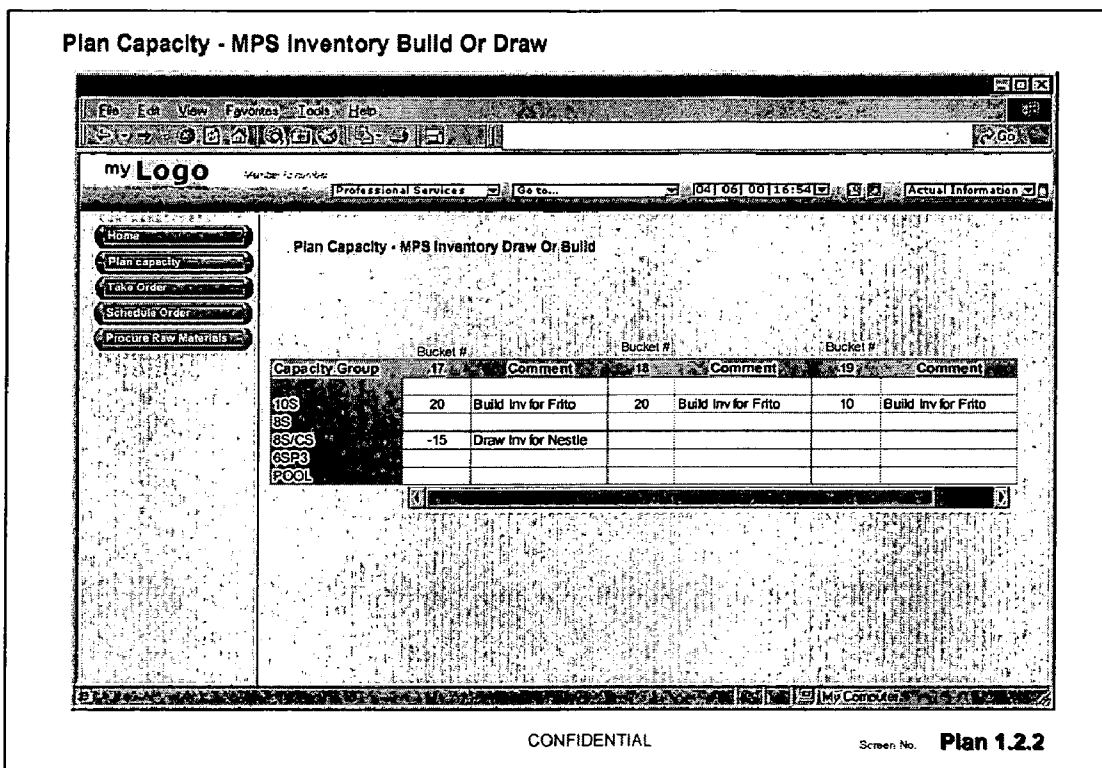 Plan Capacity - MPS Inventory Build Or Draw
File Edit View Favorites Tools Help
Go
my Logo
Professional Services Go to... 04| 06| 00|16:54 Actual Information
Home
Plan capacity
Take Order
Schedule Order
Procure Raw Materials
Plan Capacity - MPS Inventory Draw Or Build
Bucket # Bucket # Bucket #
Capacity Group 17 Comment 18 Comment 19 Comment
10S 20 Build Inv for Frito 20 Build Inv for Frito 10 Build Inv for Frito
8S
8S/CS -15 Draw Inv for Nestle
6SP3
POOL
My Computer
CONFIDENTIAL
Screen No. Plan 1.2.2